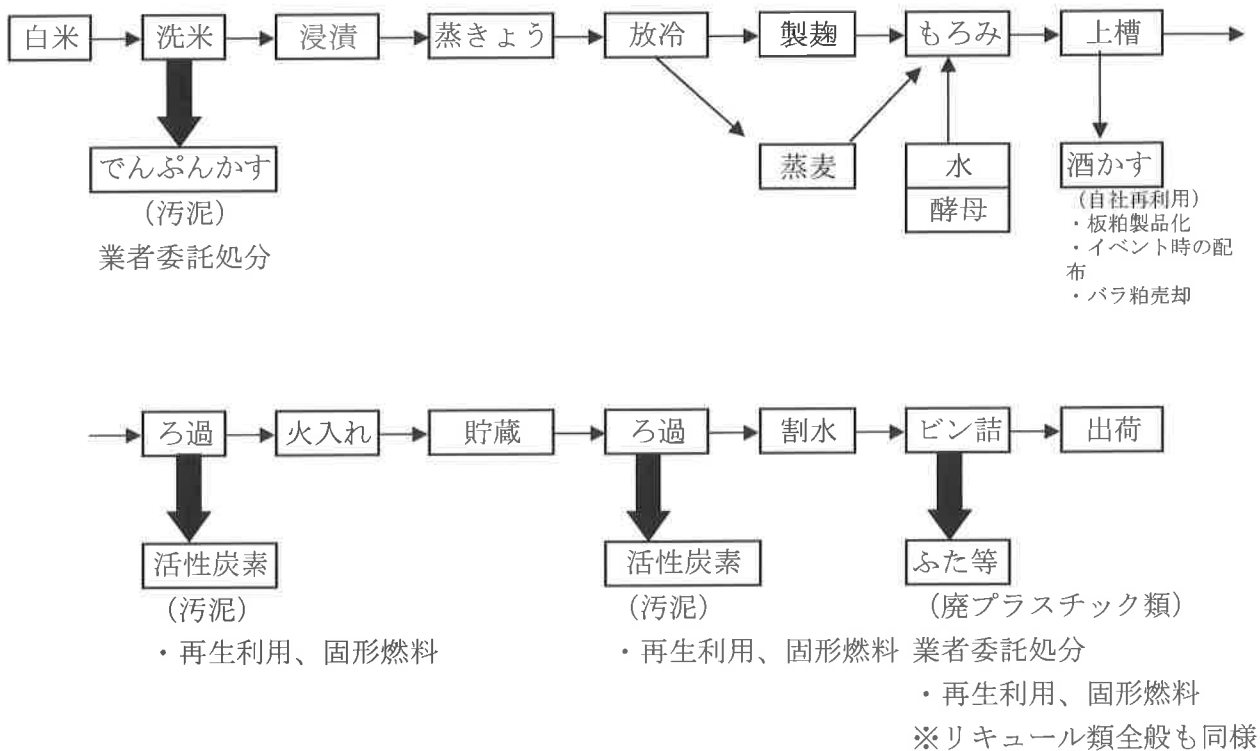 白米
洗米
浸漬
蒸きょう
放冷
製麹
もろみ
上槽
でんぷんかす
（汚泥）
業者委託処分
蒸麦
水
酵母
酒かす
（自社再利用）
・板粕製品化
・イベント時の配
布
・バラ粕売却
ろ過
火入れ
貯蔵
ろ過
割水
ビン詰
出荷
活性炭素
（汚泥）
・再生利用、固形燃料
活性炭素
（汚泥）
・再生利用、固形燃料
ふた等
（廃プラスチック類）
業者委託処分
・再生利用、固形燃料
※リキュール類全般も同様